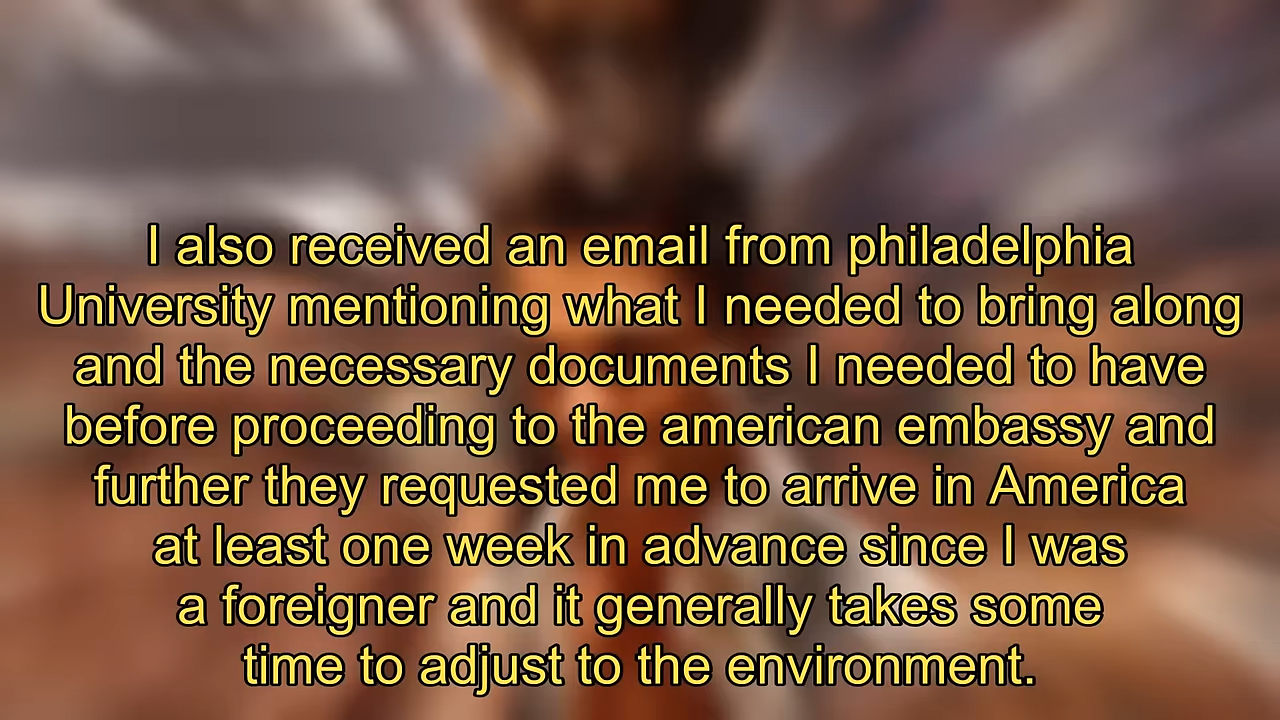 I also received an email from philadelphia
University mentioning what I needed to bring along
and the necessary documents I needed to have
before proceeding to the american embassy and
further they requested me to arrive in America
at least one week in advance since I was
a foreigner and it generally takes some
time to adjust to the environment.